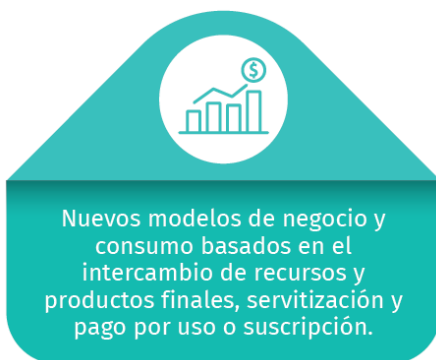 $
Nuevos modelos de negocio y
consumo basados en el
intercambio de recursos y
productos finales, servitización y
pago por uso o suscripción.